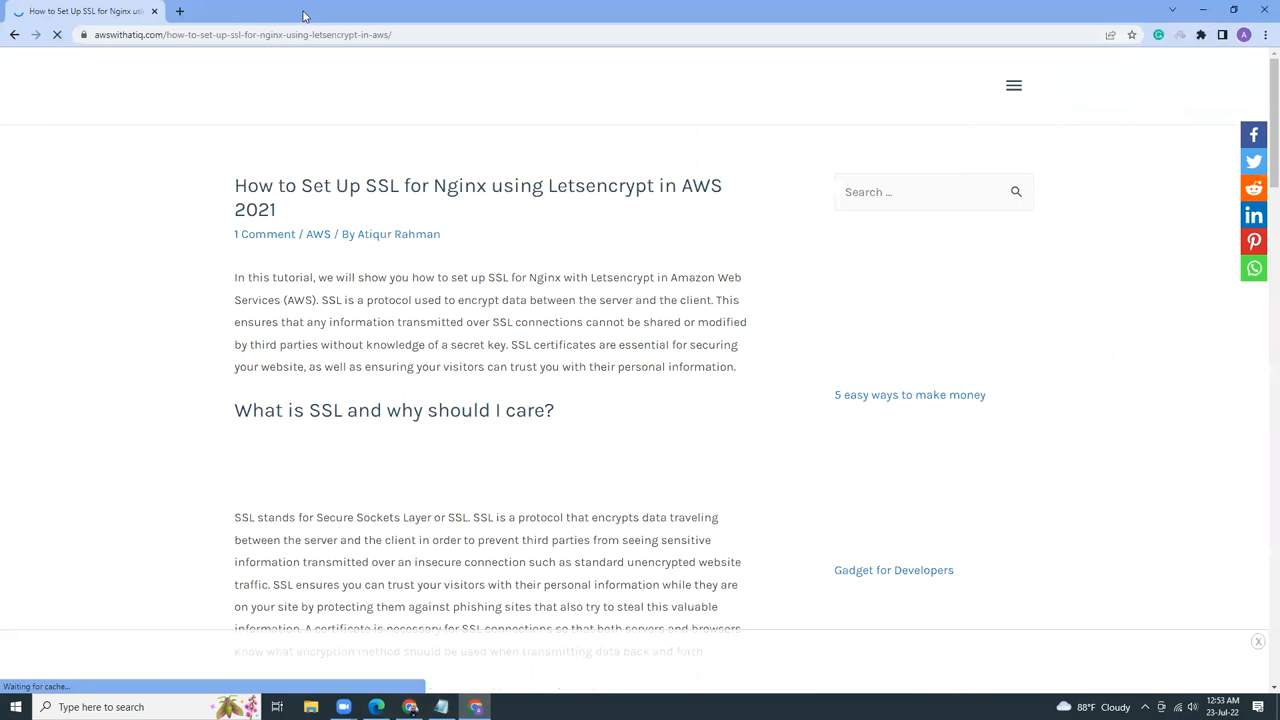 How to Set Up SSL for Nginx us
awswithatiq.com/how-to-set-up-ssl-for-nginx-using-letsencrypt-in-aws/
A
How to Set Up SSL for Nginx using Letsencrypt in AWS
2021
1 Comment / AWS / By Atiqur Rahman
In this tutorial, we will show you how to set up SSL for Nginx with Letsencrypt in Amazon Web
Services (AWS). SSL is a protocol used to encrypt data between the server and the client. This
ensures that any information transmitted over SSL connections cannot be shared or modified
by third parties without knowledge of a secret key. SSL certificates are essential for securing
your website, as well as ensuring your visitors can trust you with their personal information.
What is SSL and why should I care?
SSL stands for Secure Sockets Layer or SSL. SSL is a protocol that encrypts data traveling
between the server and the client in order to prevent third parties from seeing sensitive
information transmitted over an insecure connection such as standard unencrypted website
traffic. SSL ensures you can trust your visitors with their personal information while they are
on your site by protecting them against phishing sites that also try to steal this valuable
information. A certificate is necessary for SSL connections so that both servers and browsers
know what encryption method should be used when transmitting data back and forth
Search ...
5 easy ways to make money
Gadget for Developers
X
Waiting for cache...
Type here to search
88°F Cloudy
12:53 AM
23-Jul-22